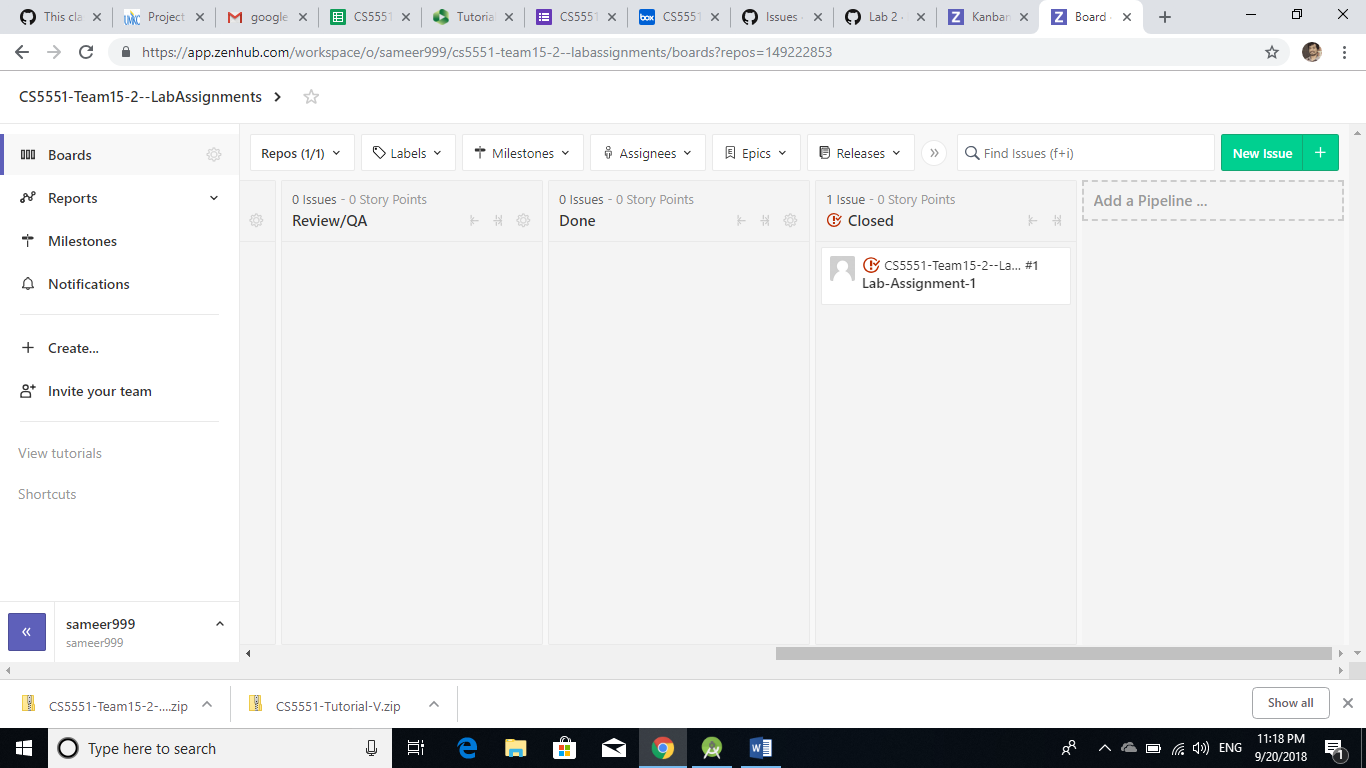 This cla
Project
google
CS5551
Tutorial
CS5551
box CS5551
Issues
Lab 2
Kanban
Board
https://app.zenhub.com/workspace/o/sameer999/cs5551-team15-2--labassignments/boards?repos=149222853
CS5551-Team15-2--LabAssignments
Boards
Reports
Milestones
Notifications
Create...
Invite your team
View tutorials
Shortcuts
sameer999
sameer999
Repos (1/1) Labels Milestones Assignees Epics Releases Find Issues (f+i) New Issue
0 Issues - 0 Story Points
Review/QA
0 Issues - 0 Story Points
Done
1 Issue - 0 Story Points
Closed
CS5551-Team15-2--La... #1
Lab-Assignment-1
Add a Pipeline ...
CS5551-Team15-2-....zip
CS5551-Tutorial-V.zip
Show all
Type here to search
ENG
11:18 PM
9/20/2018
1